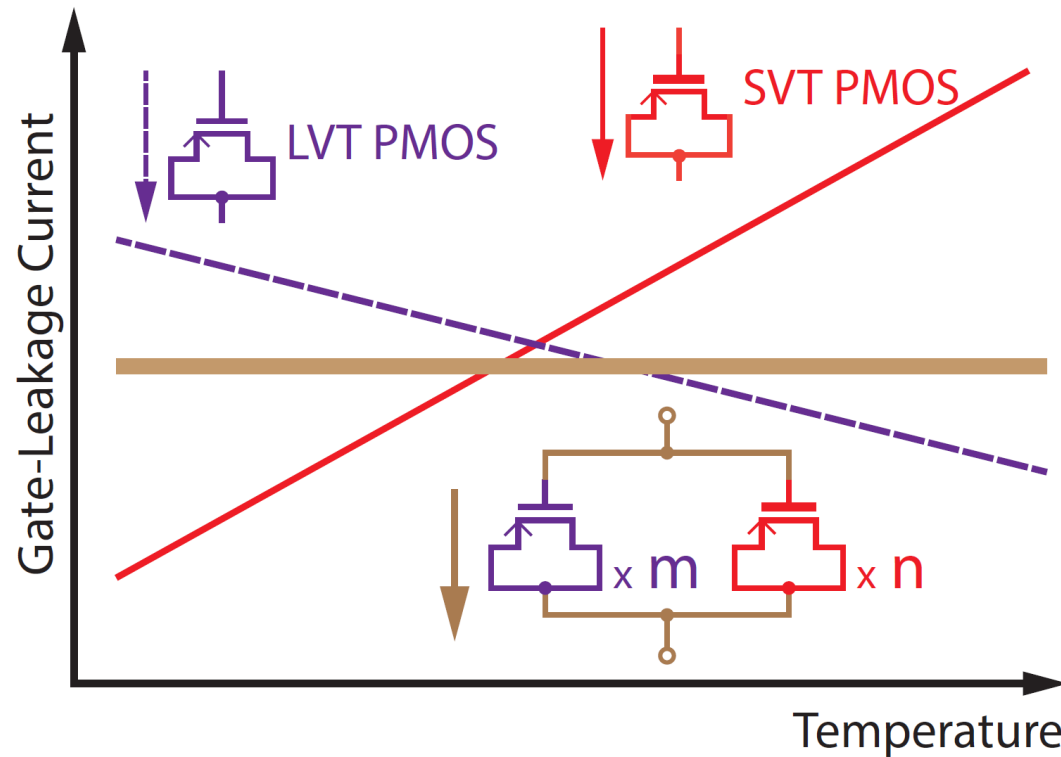 SVT PMOS
LVT PMOS
Gate-Leakage Current
x m
x n
Temperature